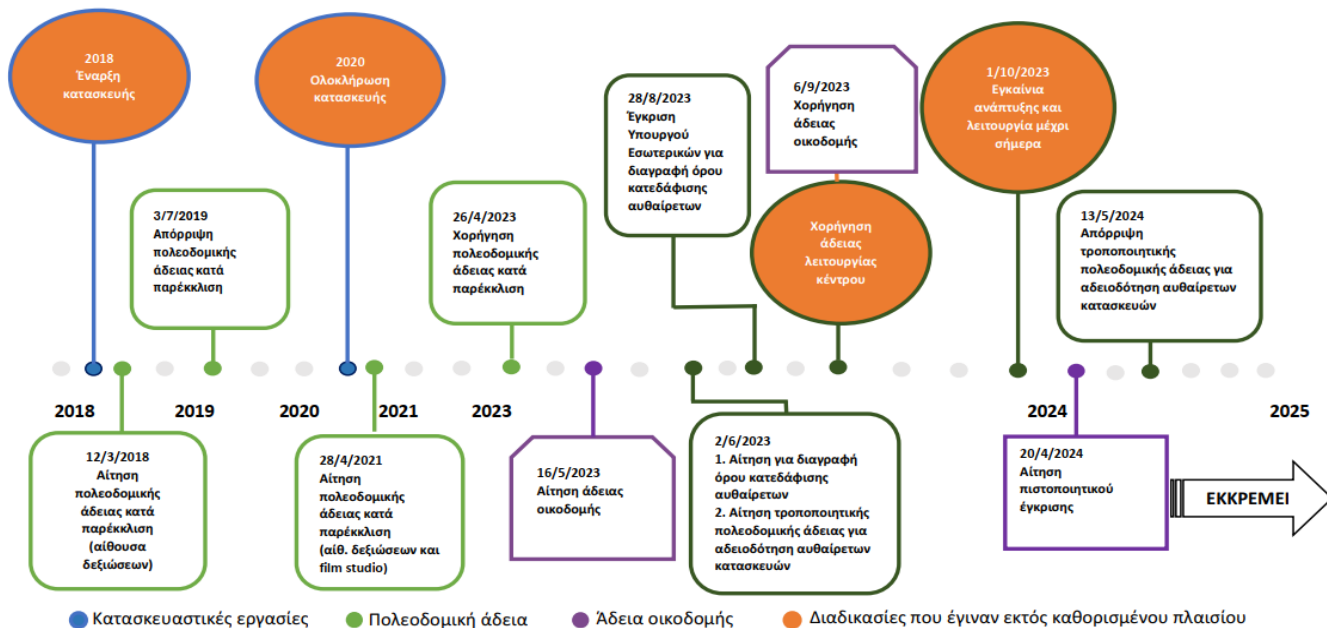 2018
Έναρξη
κατασκευής
2020
Ολοκλήρωση
κατασκευής
28/8/2023
Έγκριση
Υπουργού
Εσωτερικών για
διαγραφή όρου
κατεδάφισης
αυθαίρετων
6/9/2023
Χορήγηση
άδειας
οικοδομής
1/10/2023
Εγκαίνια
ανάπτυξης και
λειτουργία μέχρι
σήμερα
3/7/2019
Απόρριψη
πολεοδομικής
άδειας κατά
παρέκκλιση
26/4/2023
Χορήγηση
πολεοδομικής
άδειας κατά
παρέκκλιση
Χορήγηση
άδειας
λειτουργίας
κέντρου
13/5/2024
Απόρριψη
τροποποιητικής
πολεοδομικής άδειας για
αδειοδότηση αυθαίρετων
κατασκευών
2018 2019 2020 2021 2023 2024 2025
12/3/2018
Αίτηση
πολεοδομικής
άδειας κατά
παρέκκλιση
(αίθουσα
δεξιώσεων)
28/4/2021
Αίτηση
πολεοδομικής
άδειας κατά
παρέκκλιση
(αίθ. δεξιώσεων και
film studio)
16/5/2023
Αίτηση άδειας
οικοδομής
2/6/2023
1. Αίτηση για διαγραφή
όρου κατεδάφισης
αυθαίρετων
2. Αίτηση τροποποιητικής
πολεοδομικής άδειας για
αδειοδότηση αυθαίρετων
κατασκευών
20/4/2024
Αίτηση
πιστοποιητικού
έγκρισης
ΕΚΚΡΕΜΕΙ
Κατασκευαστικές εργασίες Πολεοδομική άδεια Άδεια οικοδομής Διαδικασίες που έγιναν εκτός καθορισμένου πλαισίου